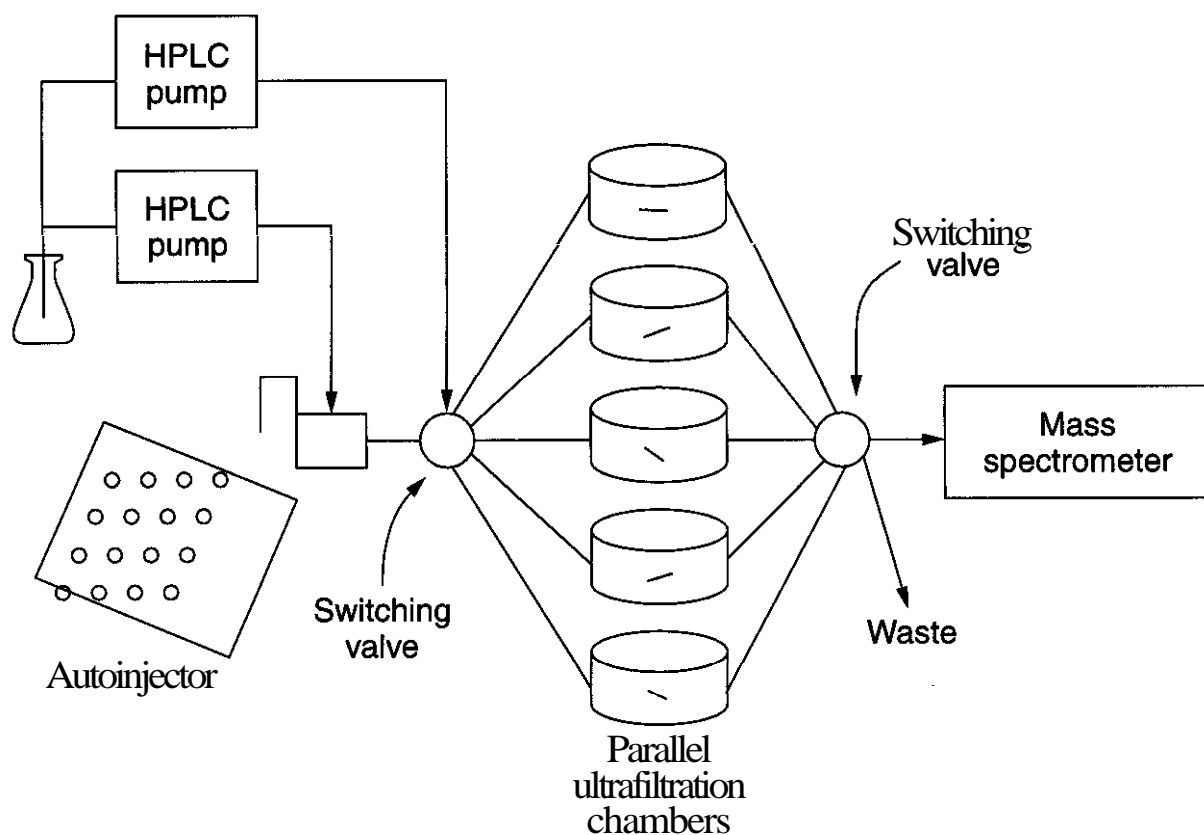 HPLC
pump
HPLC
pump
Switching
valve
Mass
spectrometer
Switching
valve
Waste
Autoinjector
Parallel
ultrafiltration
chambers